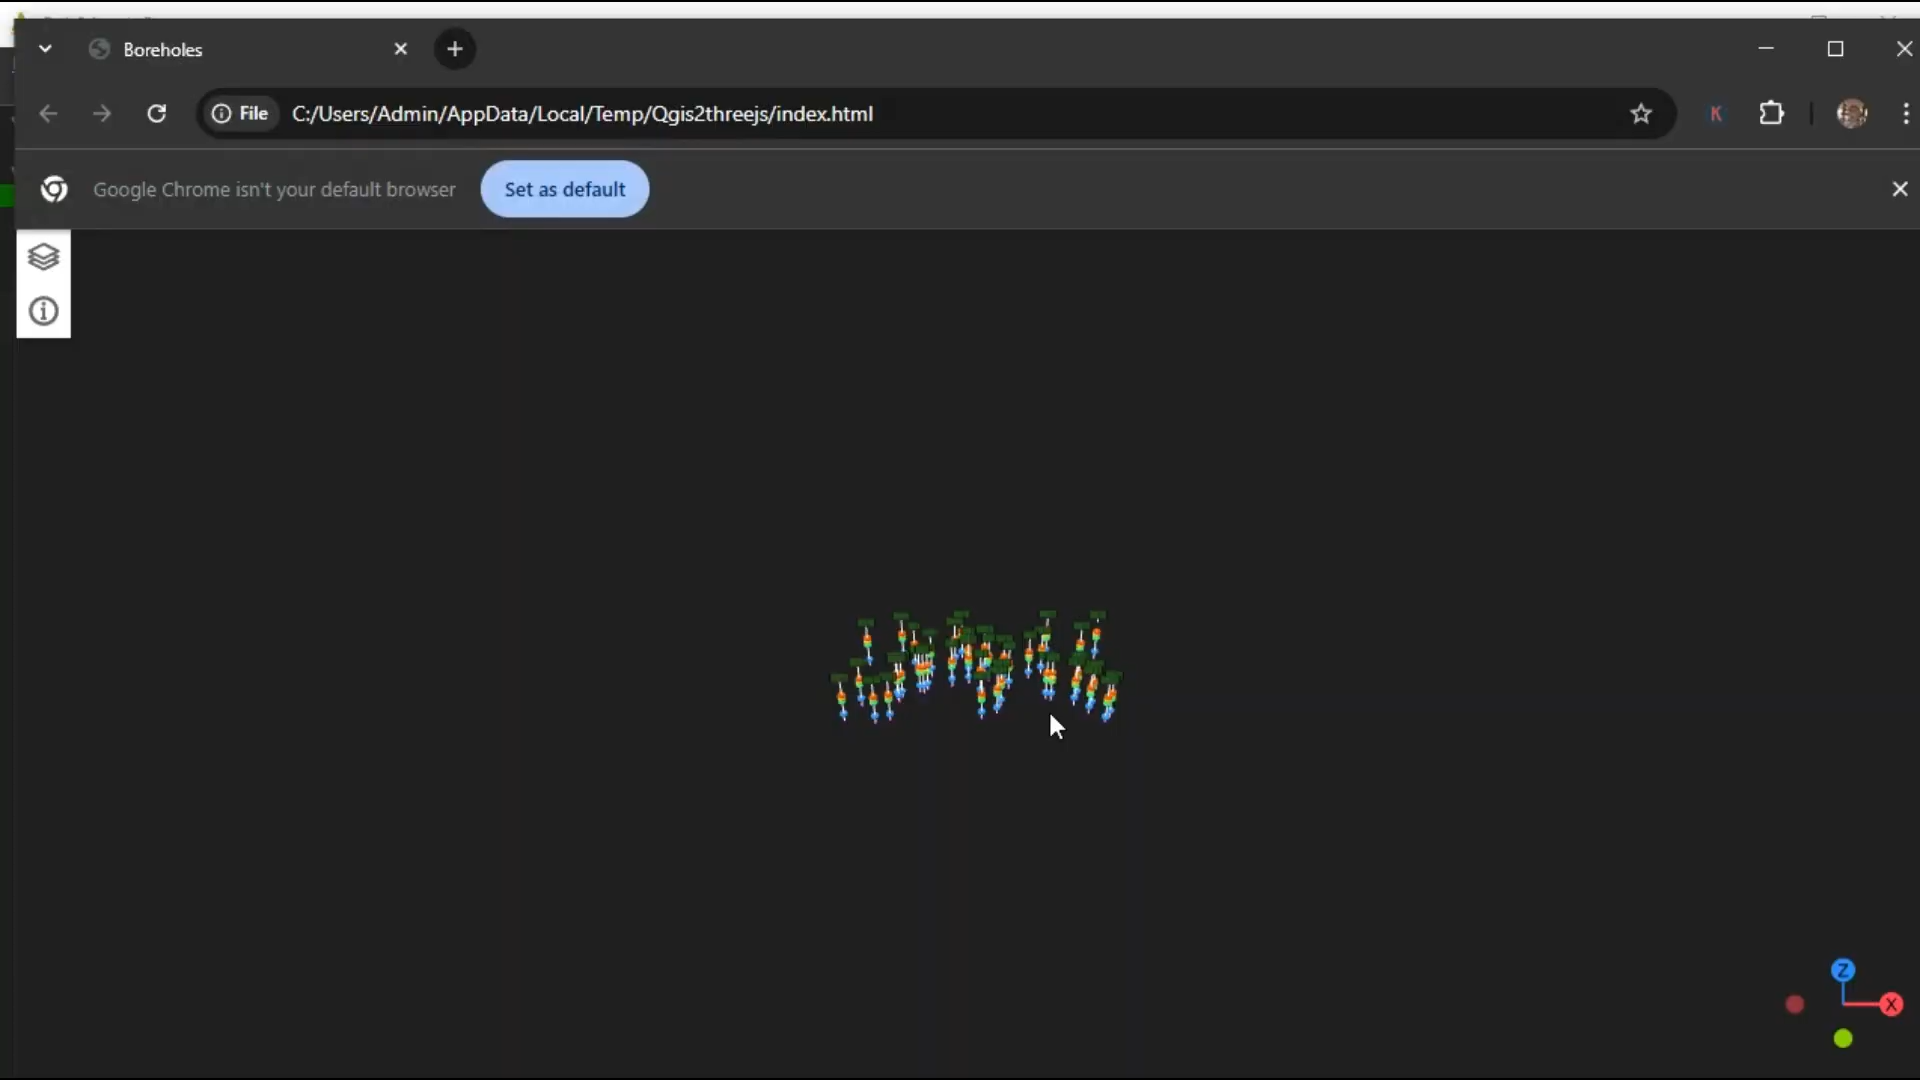 Boreholes
File C:/Users/Admin/AppData/Local/Temp/Qgis2threejs/index.html
K
Google Chrome isn't your default browser Set as default
Z
X